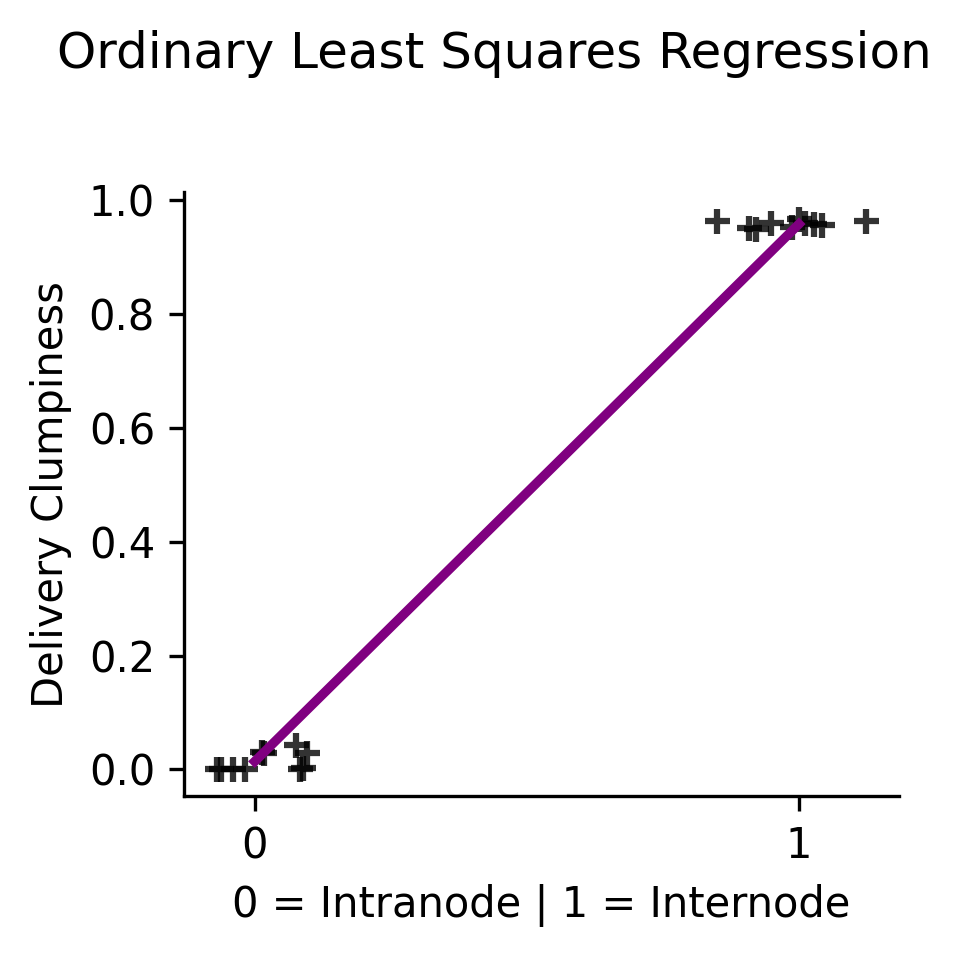 Ordinary Least Squares Regression
1.0
0.8
0.6
0.4
0.2
0.0
Delivery Clumpiness
0 1
0 = Intranode | 1 = Internode